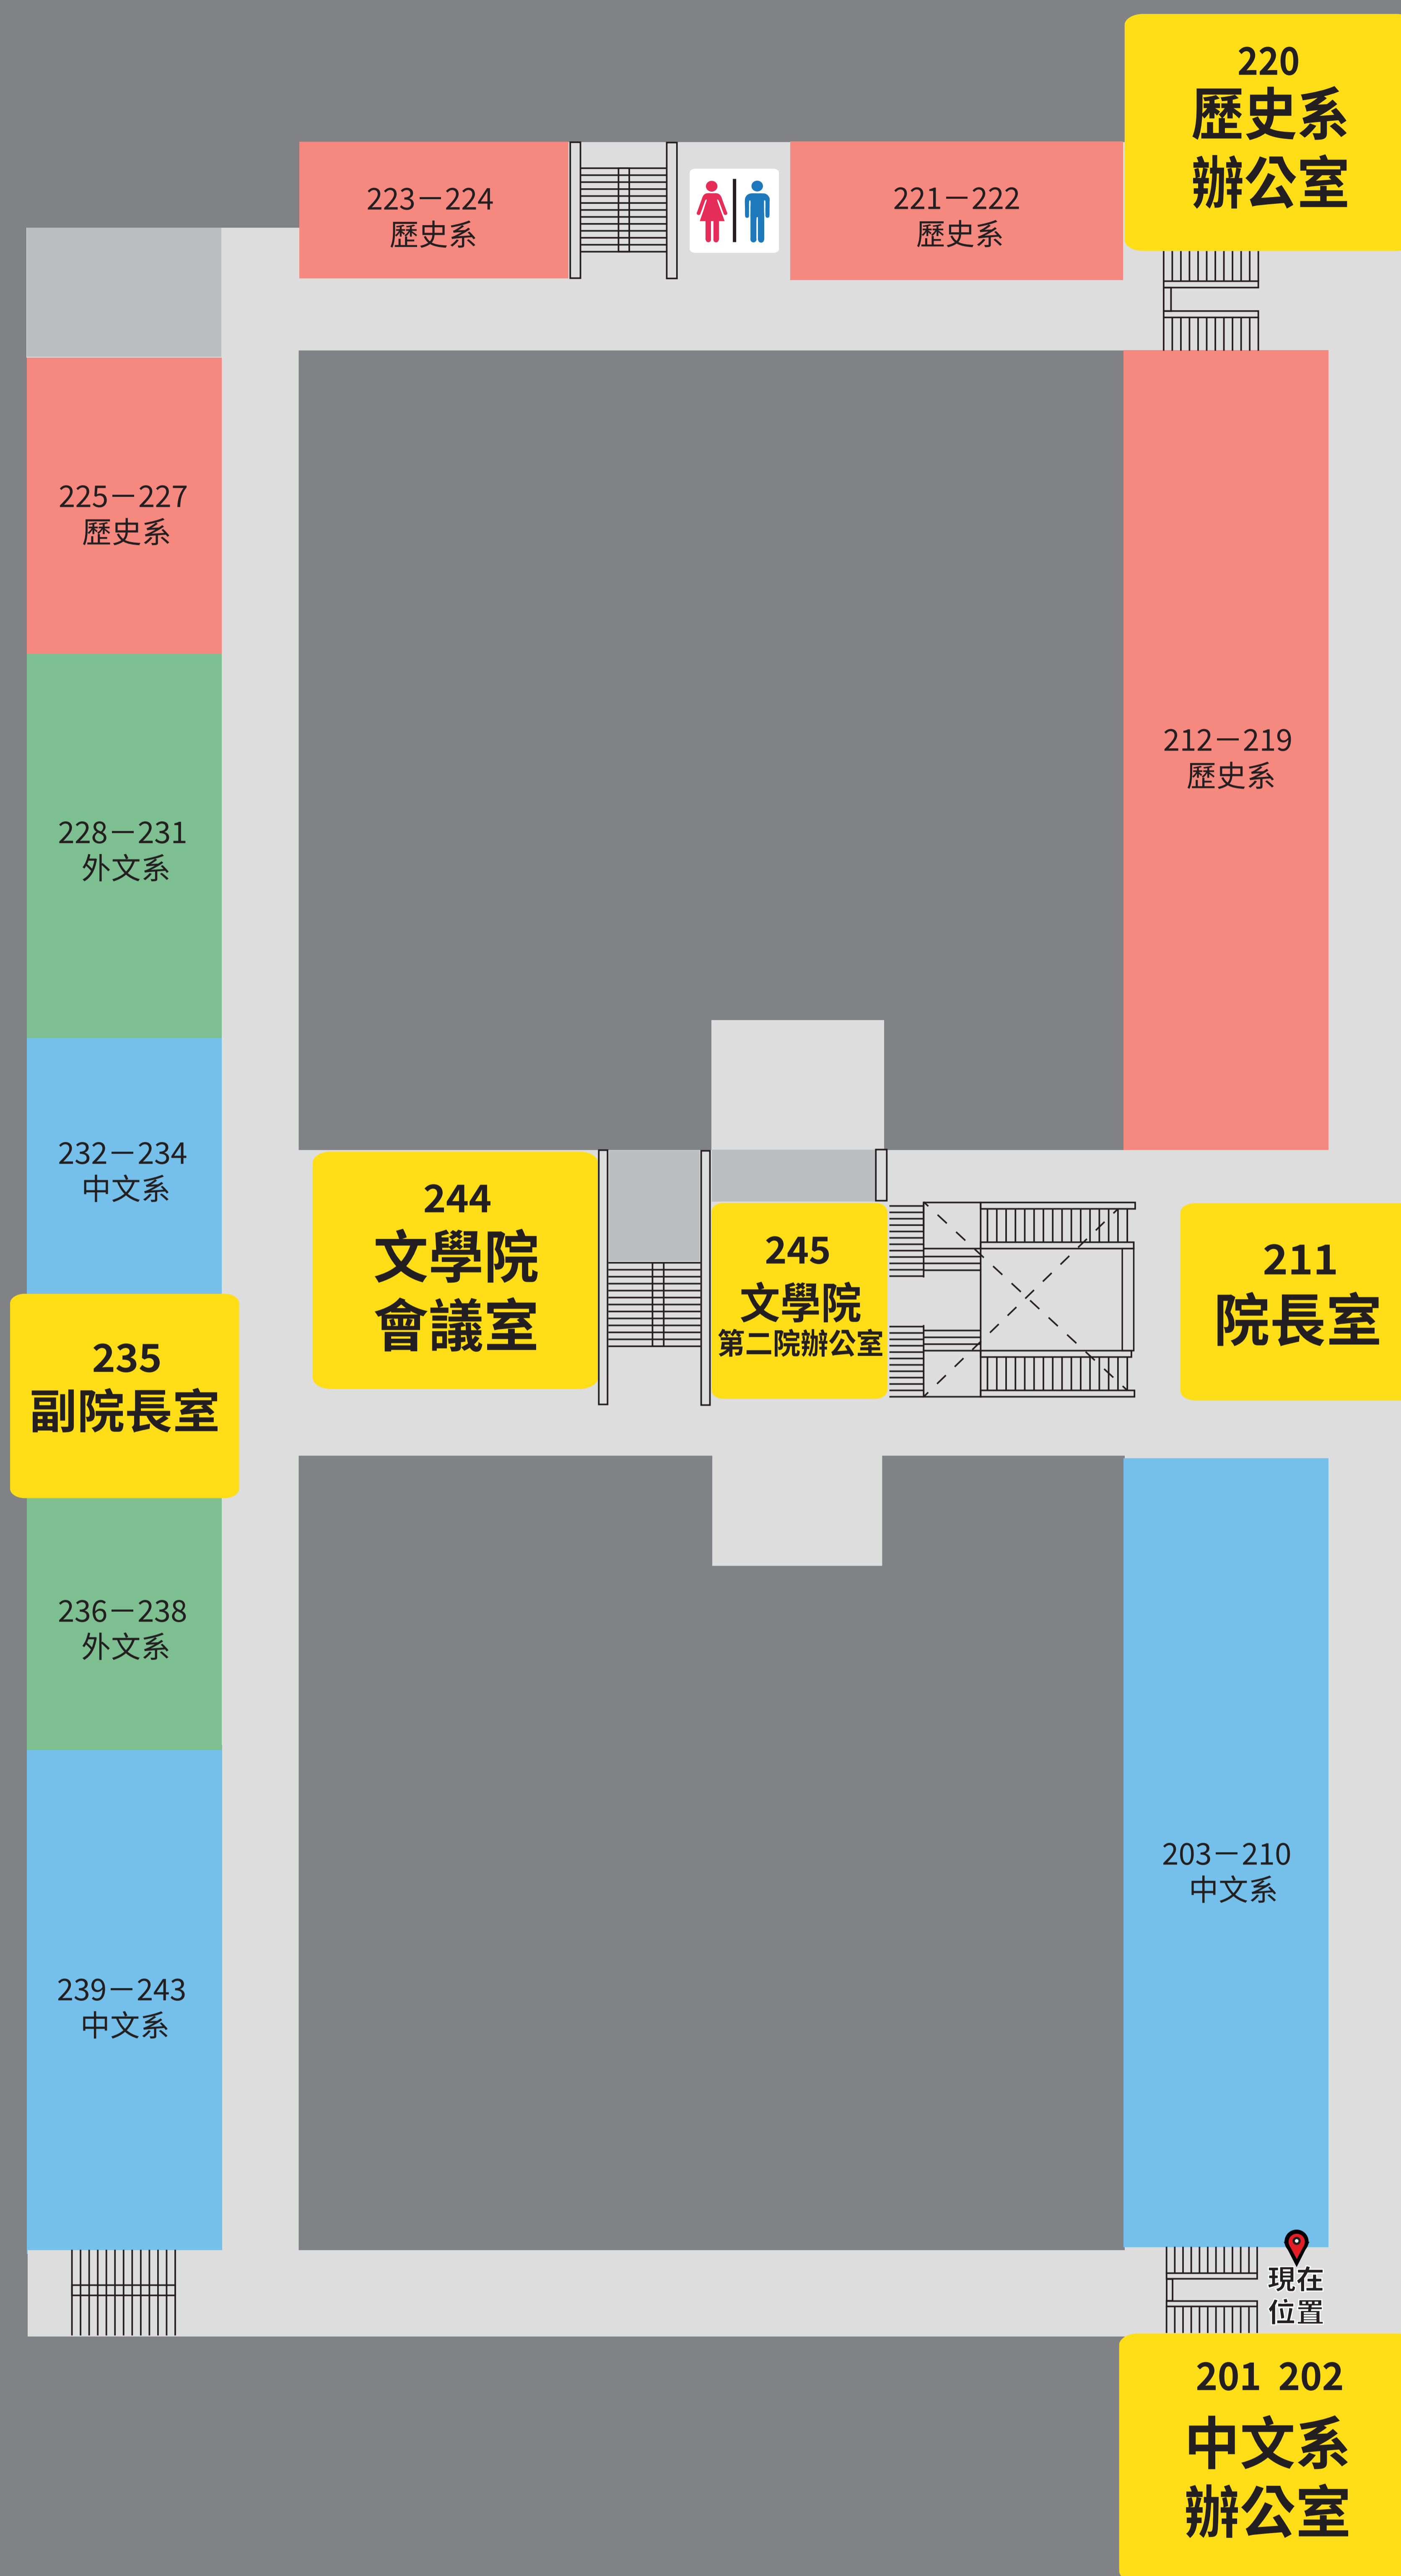 220
歷史系
辦公室
223－224
歷史系
221－222
歷史系
225－227
歷史系
212－219
歷史系
228－231
外文系
232－234
中文系
244
文學院
會議室
245
文學院
第二院辦公室
211
院長室
235
副院長室
236－238
外文系
203－210
中文系
239－243
中文系
現在
位置
201 202
中文系
辦公室